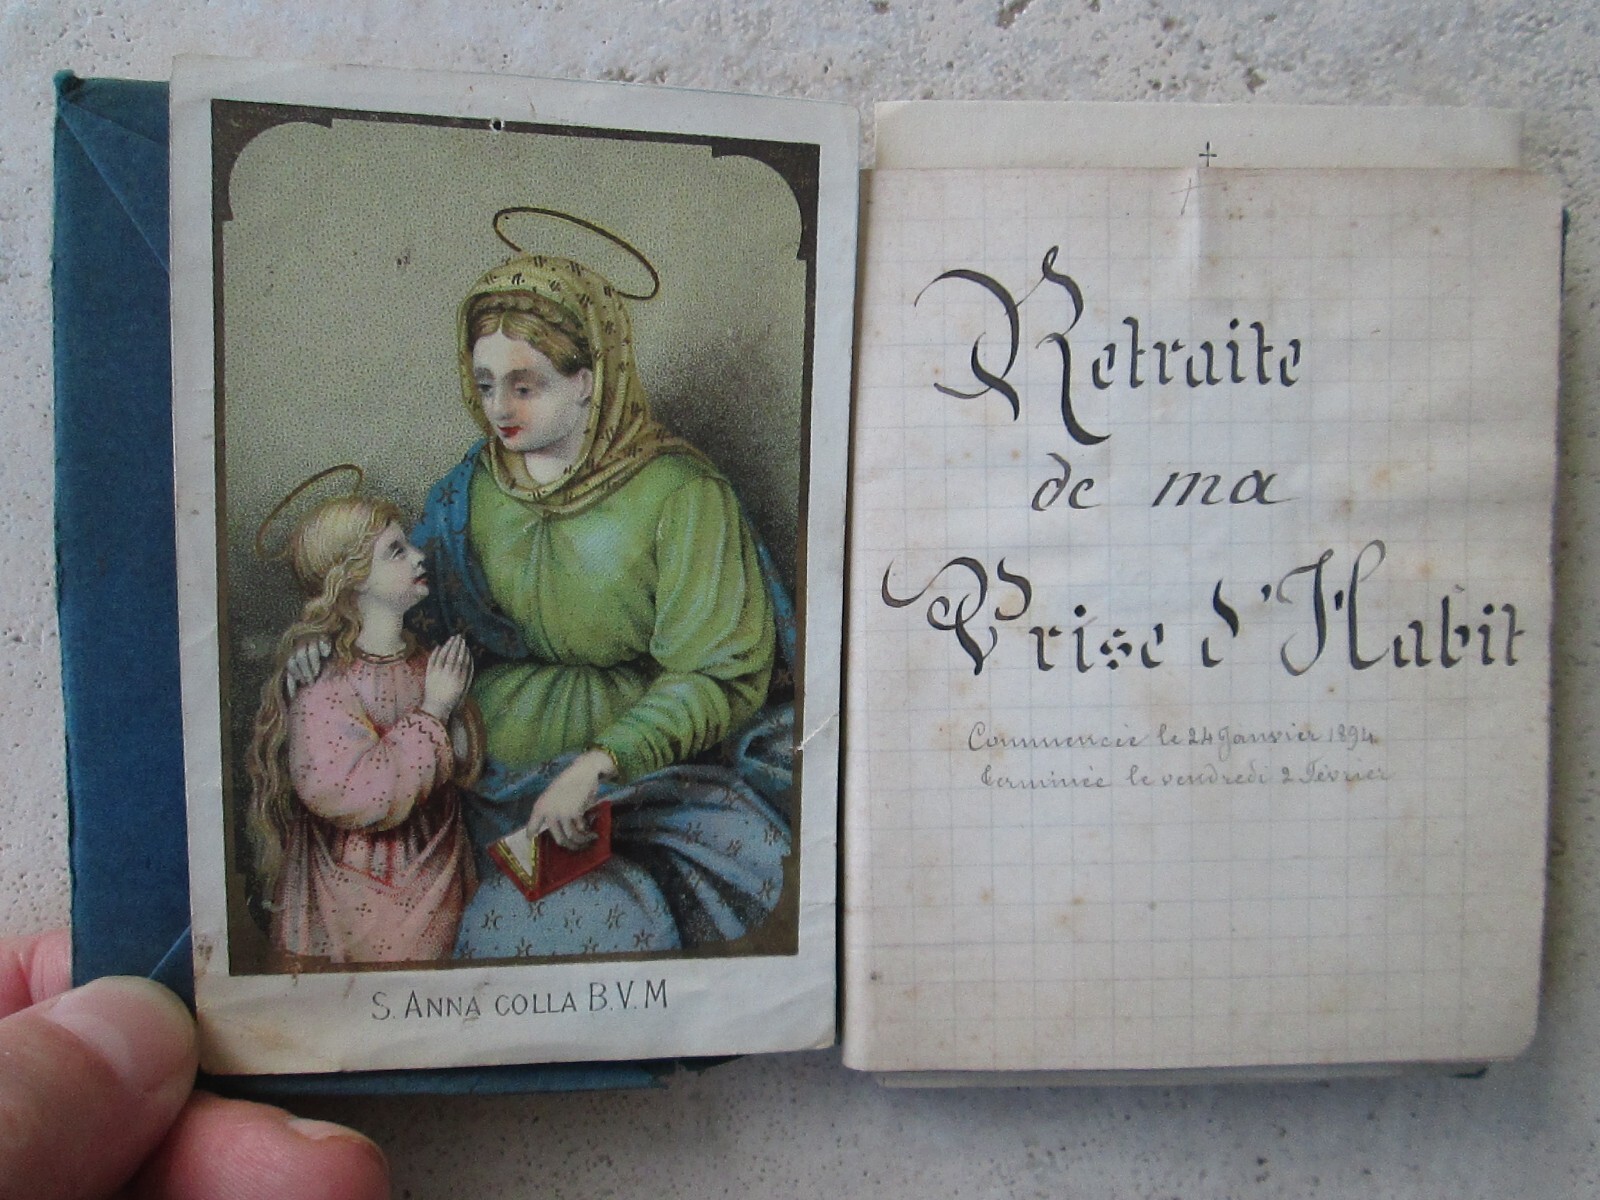 S. ANNA COLLA B.V.M
Retraite
de ma
Prise d'Habit
Commencée le 24 Janvier 1894
terminée le vendredi 2 Février